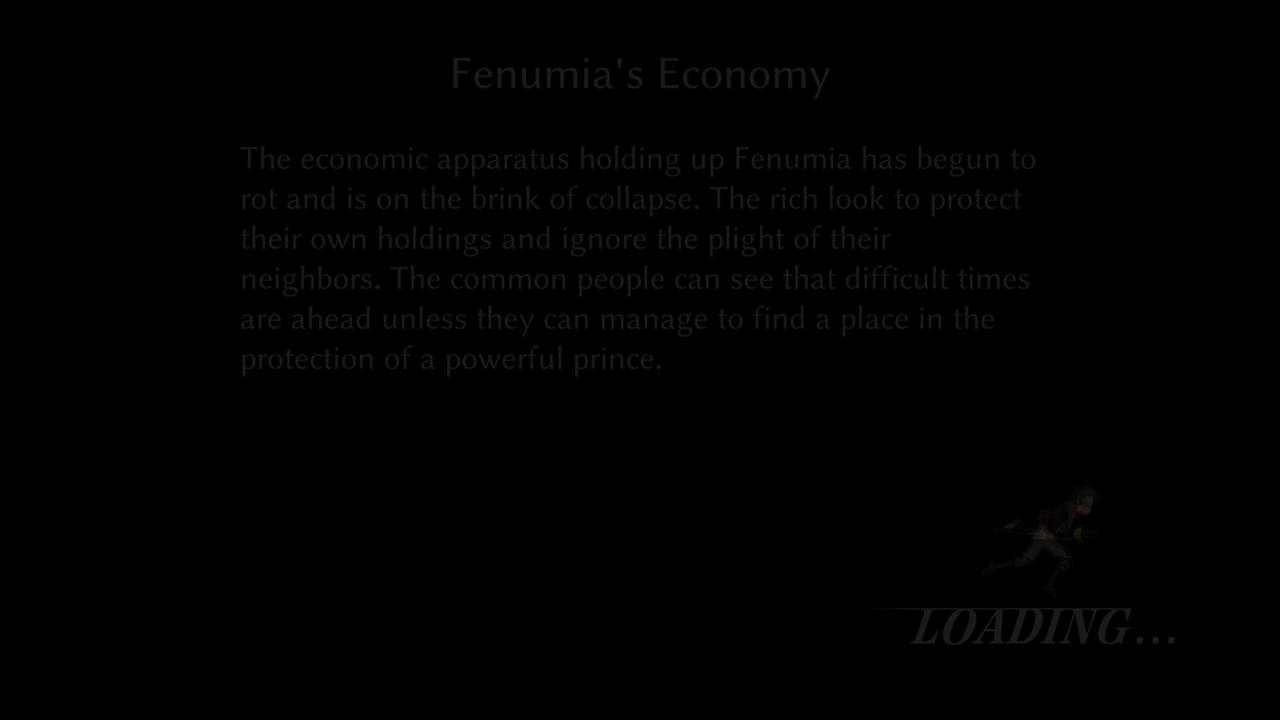 Fenumia's Economy
The economic apparatus holding up Fenumia has begun to
rot and is on the brink of collapse. The rich look to protect
their own holdings and ignore the plight of their
neighbors. The common people can see that difficult times
are ahead unless they can manage to find a place in the
protection of a powerful prince.
LOADING...